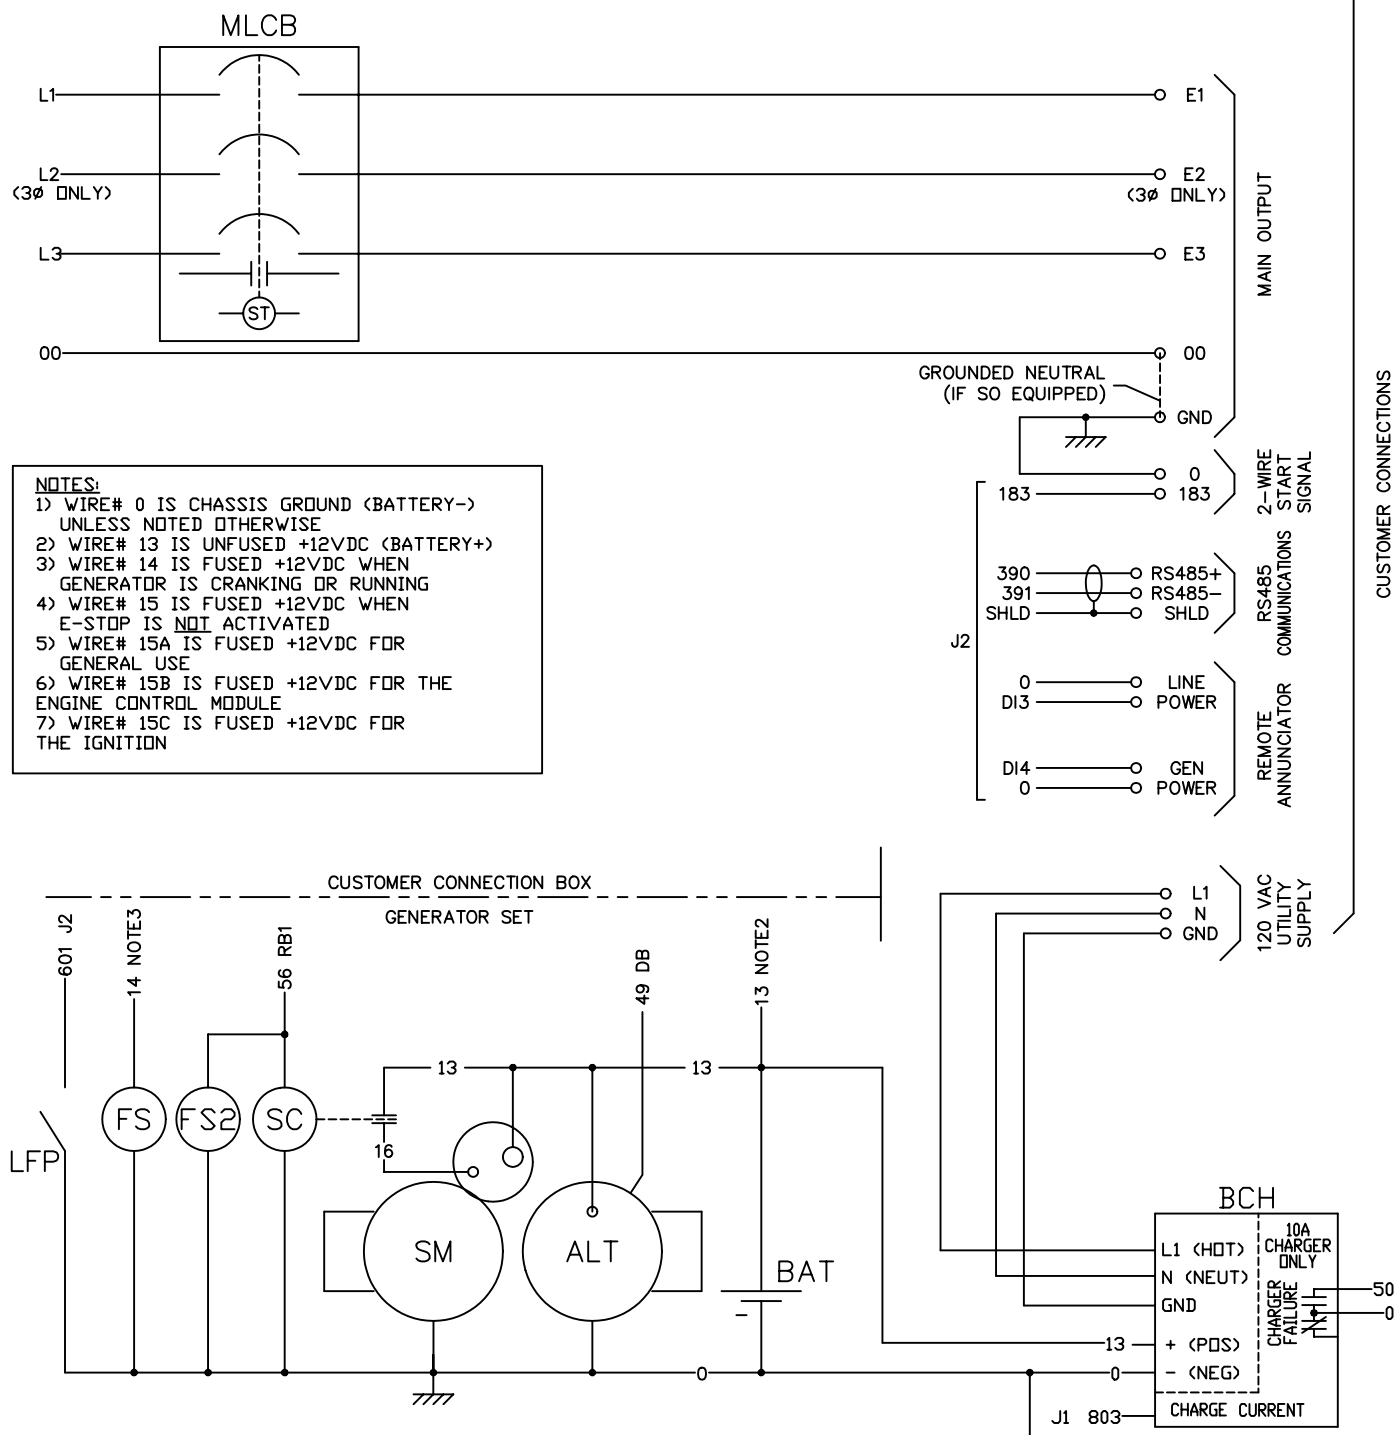 MLCB
L1
E1
L2
(3Ø ONLY)
E2
(3Ø ONLY)
L3
E3
ST
00
00
MAIN OUTPUT
GROUNDED NEUTRAL
(IF SO EQUIPPED)
GND
CUSTOMER CONNECTIONS
NOTES:
1) WIRE# 0 IS CHASSIS GROUND (BATTERY-)
UNLESS NOTED OTHERWISE
2) WIRE# 13 IS UNFUSED +12VDC (BATTERY+)
3) WIRE# 14 IS FUSED +12VDC WHEN
GENERATOR IS CRANKING OR RUNNING
4) WIRE# 15 IS FUSED +12VDC WHEN
E-STOP IS NOT ACTIVATED
5) WIRE# 15A IS FUSED +12VDC FOR
GENERAL USE
6) WIRE# 15B IS FUSED +12VDC FOR THE
ENGINE CONTROL MODULE
7) WIRE# 15C IS FUSED +12VDC FOR
THE IGNITION
0
183
183
2-WIRE
START
SIGNAL
390
RS485+
391
RS485-
SHLD
SHLD
RS485
COMMUNICATIONS
J2
0
LINE
DI3
POWER
DI4
GEN
0
POWER
REMOTE
ANNUNCIATOR
CUSTOMER CONNECTION BOX
GENERATOR SET
L1
N
GND
120 VAC
UTILITY
SUPPLY
601 J2
14 NOTE3
56 RB1
49 DB
13 NOTE2
13
13
LFP
FS
FS2
SC
16
SM
ALT
BAT
-
0
BCH
L1 (HOT)
N (NEUT)
GND
13
+ (POS)
0
- (NEG)
10A
CHARGER
ONLY
CHARGER
FAILURE
50
0
J1 803
CHARGE CURRENT